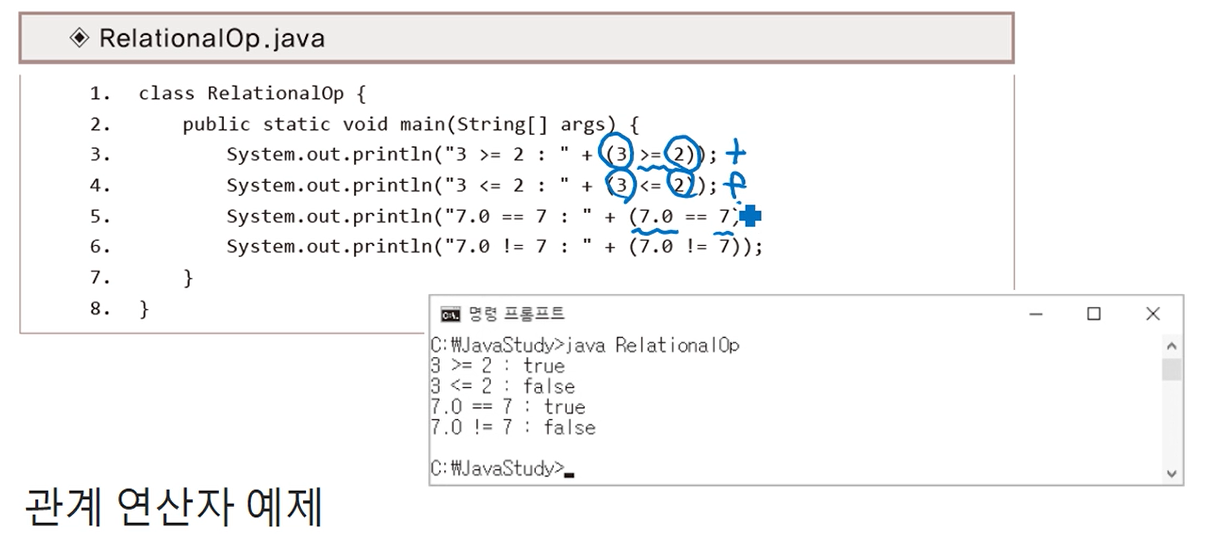 ◈ RelationalOp.java
1. class RelationalOp {
2. public static void main(String[] args) {
3. System.out.println("3 >= 2 : " + (3 >= 2)); t
4. System.out.println("3 <= 2 : " + (3 <= 2)); f
5. System.out.println("7.0 == 7 : " + (7.0 == 7)
6. System.out.println("7.0 != 7 : " + (7.0 != 7));
7. }
8. }
명령 프롬프트
C:₩JavaStudy>java RelationalOp
3 >= 2 : true
3 <= 2 : false
7.0 == 7 : true
7.0 != 7 : false
C:₩JavaStudy>
관계 연산자 예제